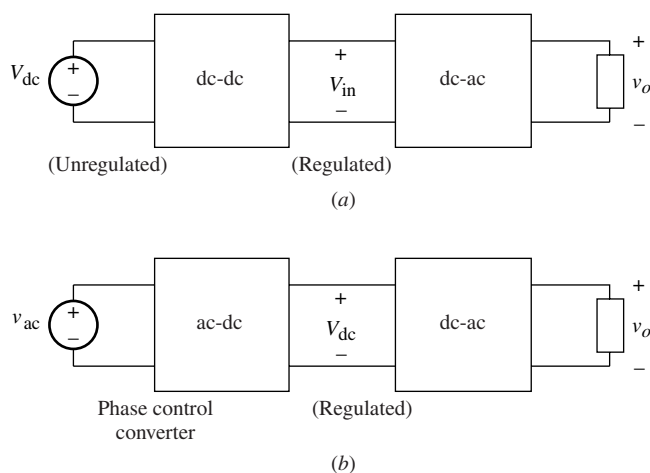 +
+
V_dc
+
dc-dc
V_in
dc-ac
v_o
−
−
−
(Unregulated)
(Regulated)
(a)
+
+
v_ac
+
ac-dc
V_dc
dc-ac
v_o
−
−
−
Phase control
(Regulated)
converter
(b)